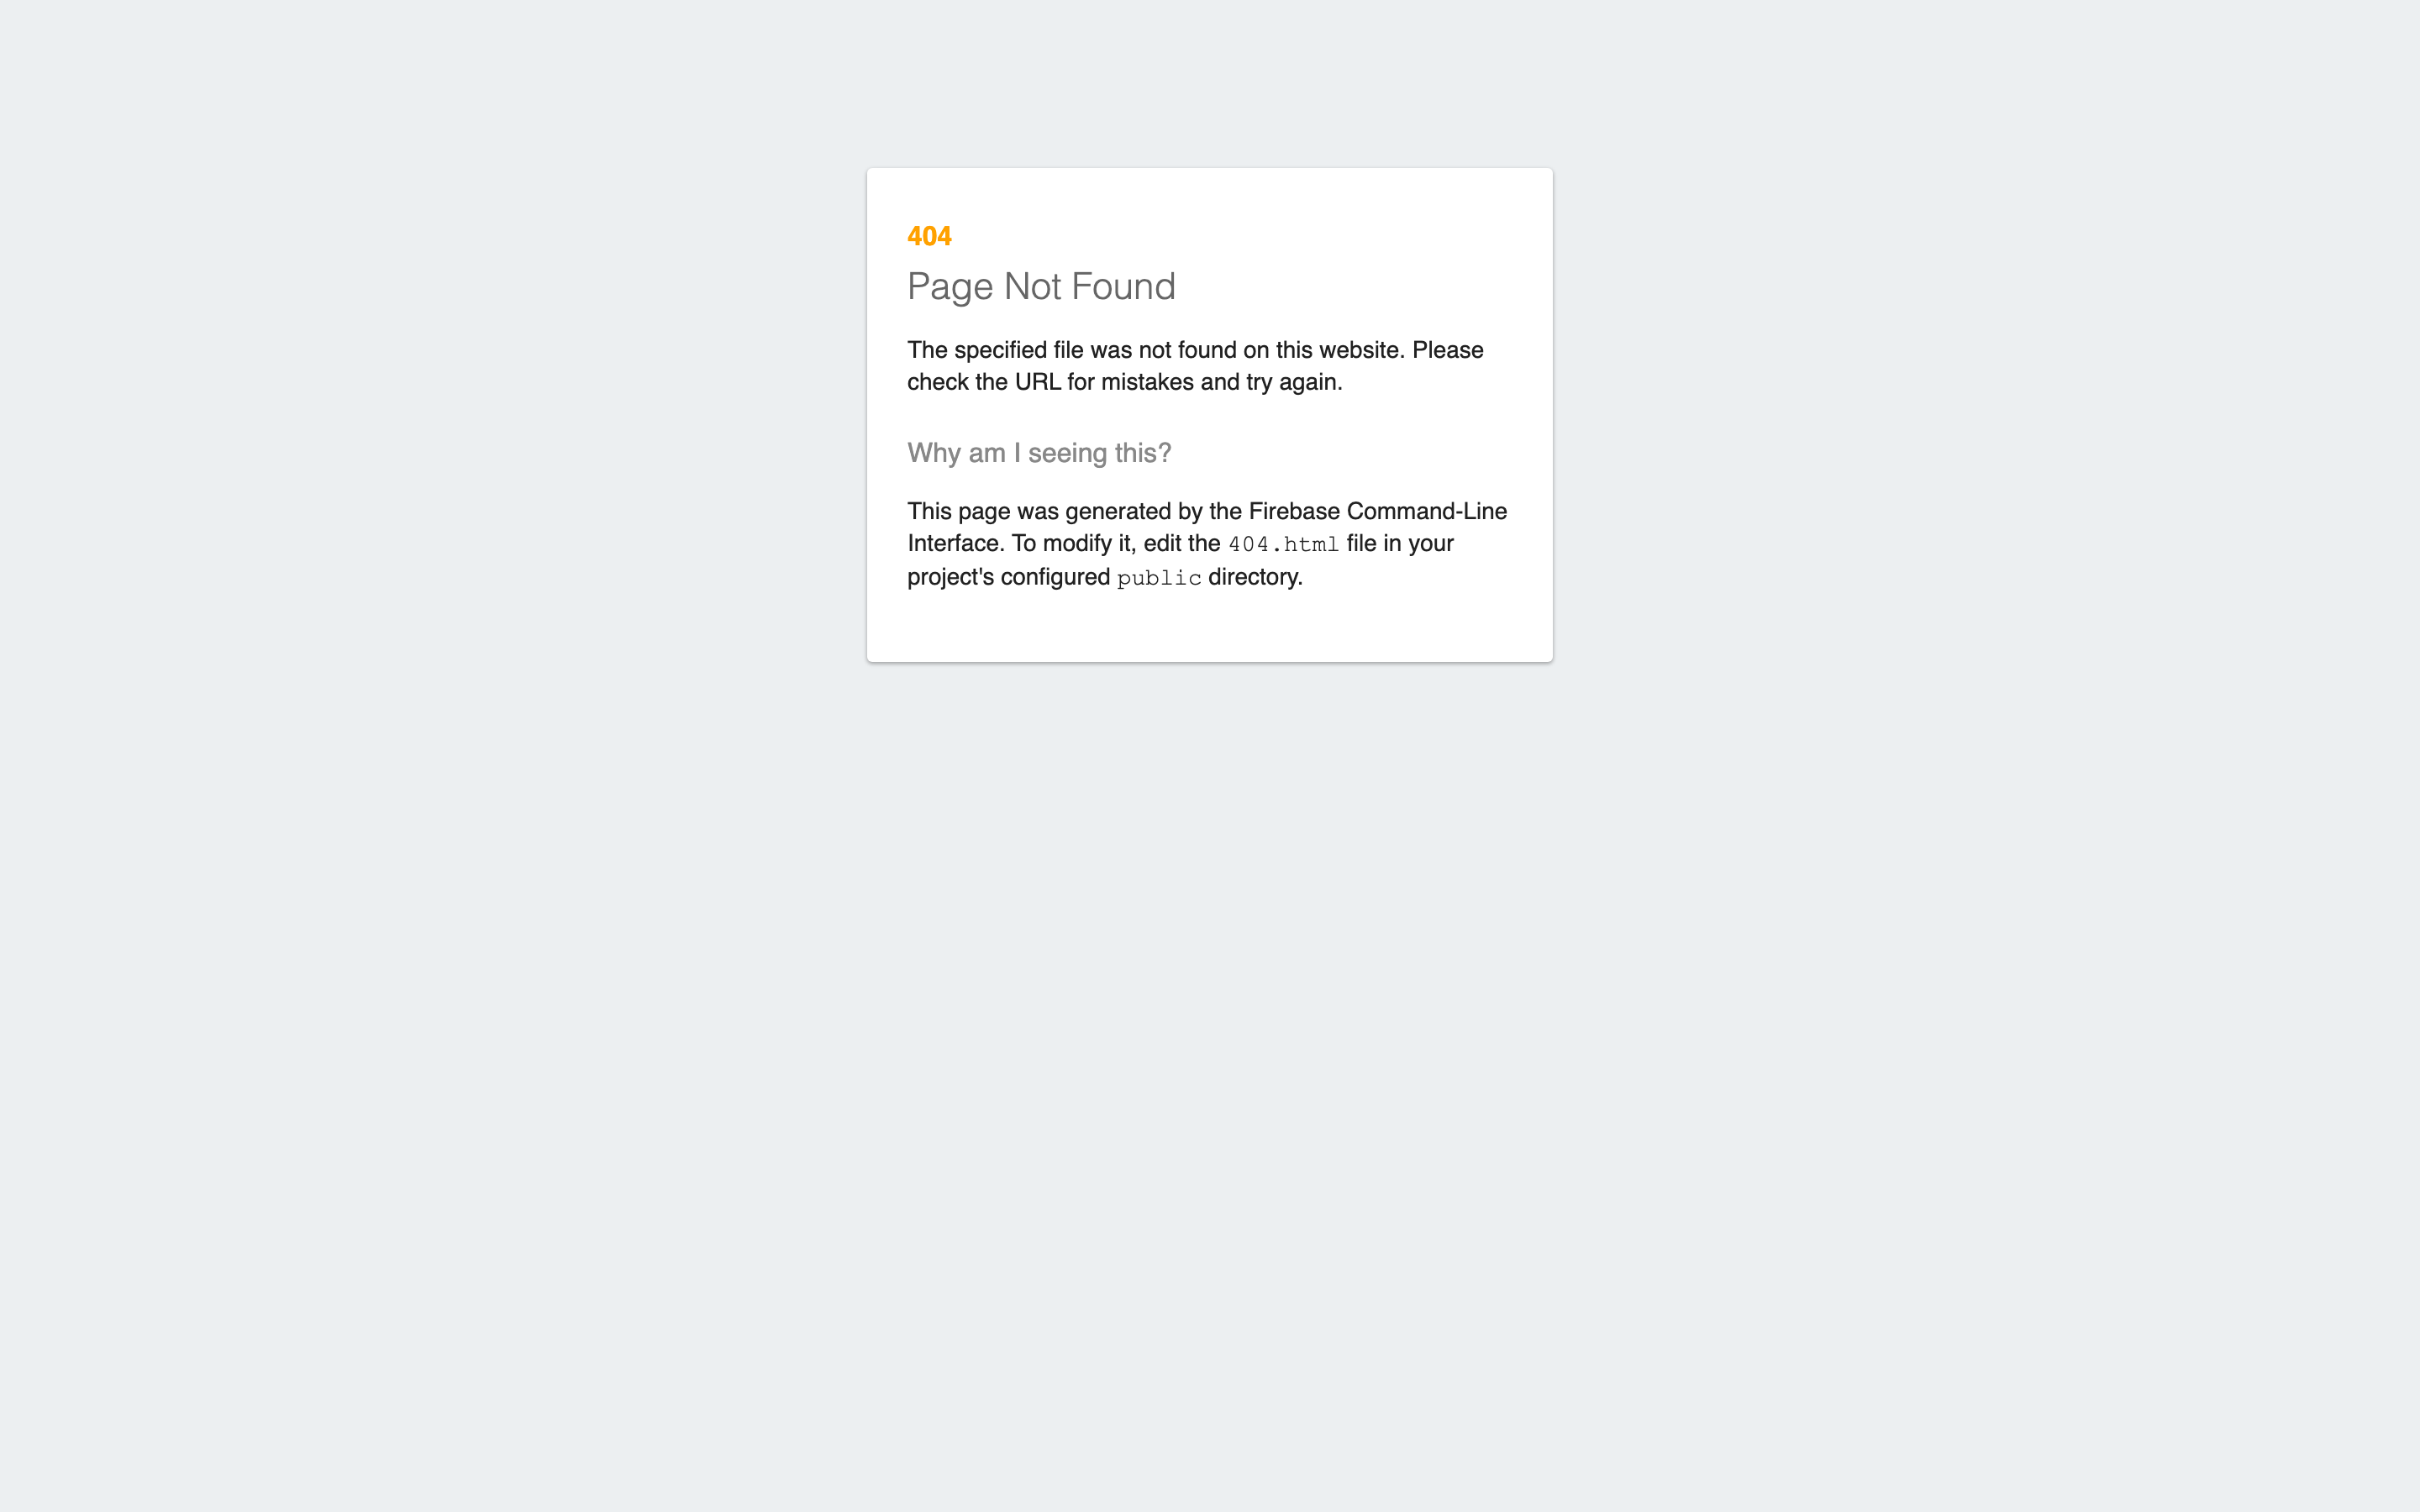 404
Page Not Found
The specified file was not found on this website. Please
check the URL for mistakes and try again.
Why am I seeing this?
This page was generated by the Firebase Command-Line
Interface. To modify it, edit the 404.html file in your
project's configured public directory.